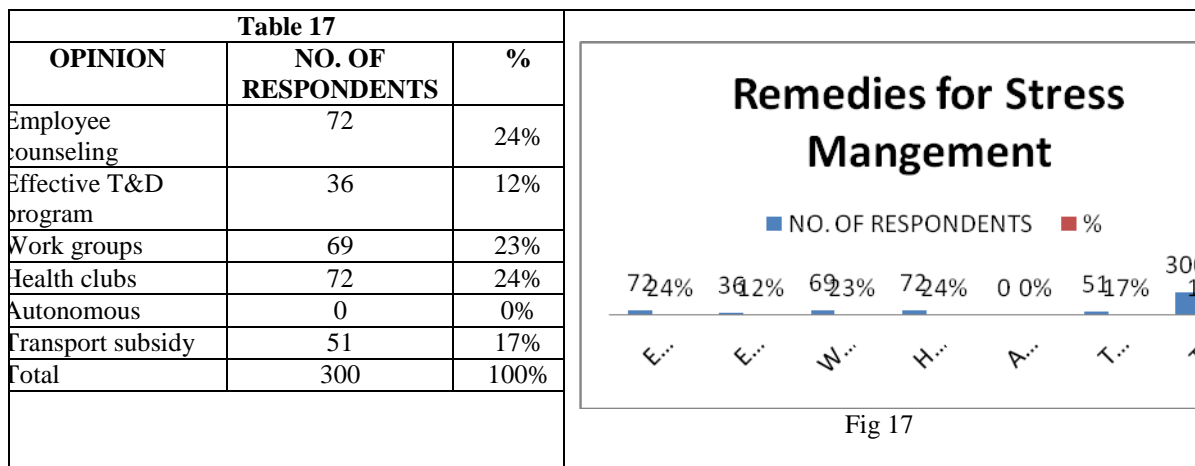 Table 17
OPINION NO. OF RESPONDENTS %
Employee counseling 72 24%
Effective T&D program 36 12%
Work groups 69 23%
Health clubs 72 24%
Autonomous 0 0%
Transport subsidy 51 17%
Total 300 100%
Remedies for Stress
Mangement
NO. OF RESPONDENTS %
72 24% 36 12% 69 23% 72 24% 0 0% 51 17%
E... E... W... H... A... T...
Fig 17